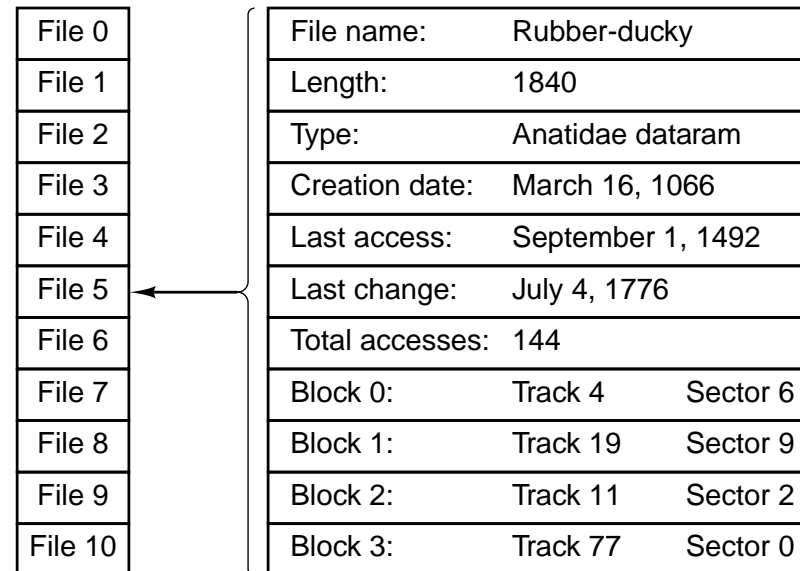 File 0
File 1
File 2
File 3
File 4
File 5
File 6
File 7
File 8
File 9
File 10
File name: Rubber-ducky
Length: 1840
Type: Anatidae dataram
Creation date: March 16, 1066
Last access: September 1, 1492
Last change: July 4, 1776
Total accesses: 144
Block 0: Track 4 Sector 6
Block 1: Track 19 Sector 9
Block 2: Track 11 Sector 2
Block 3: Track 77 Sector 0